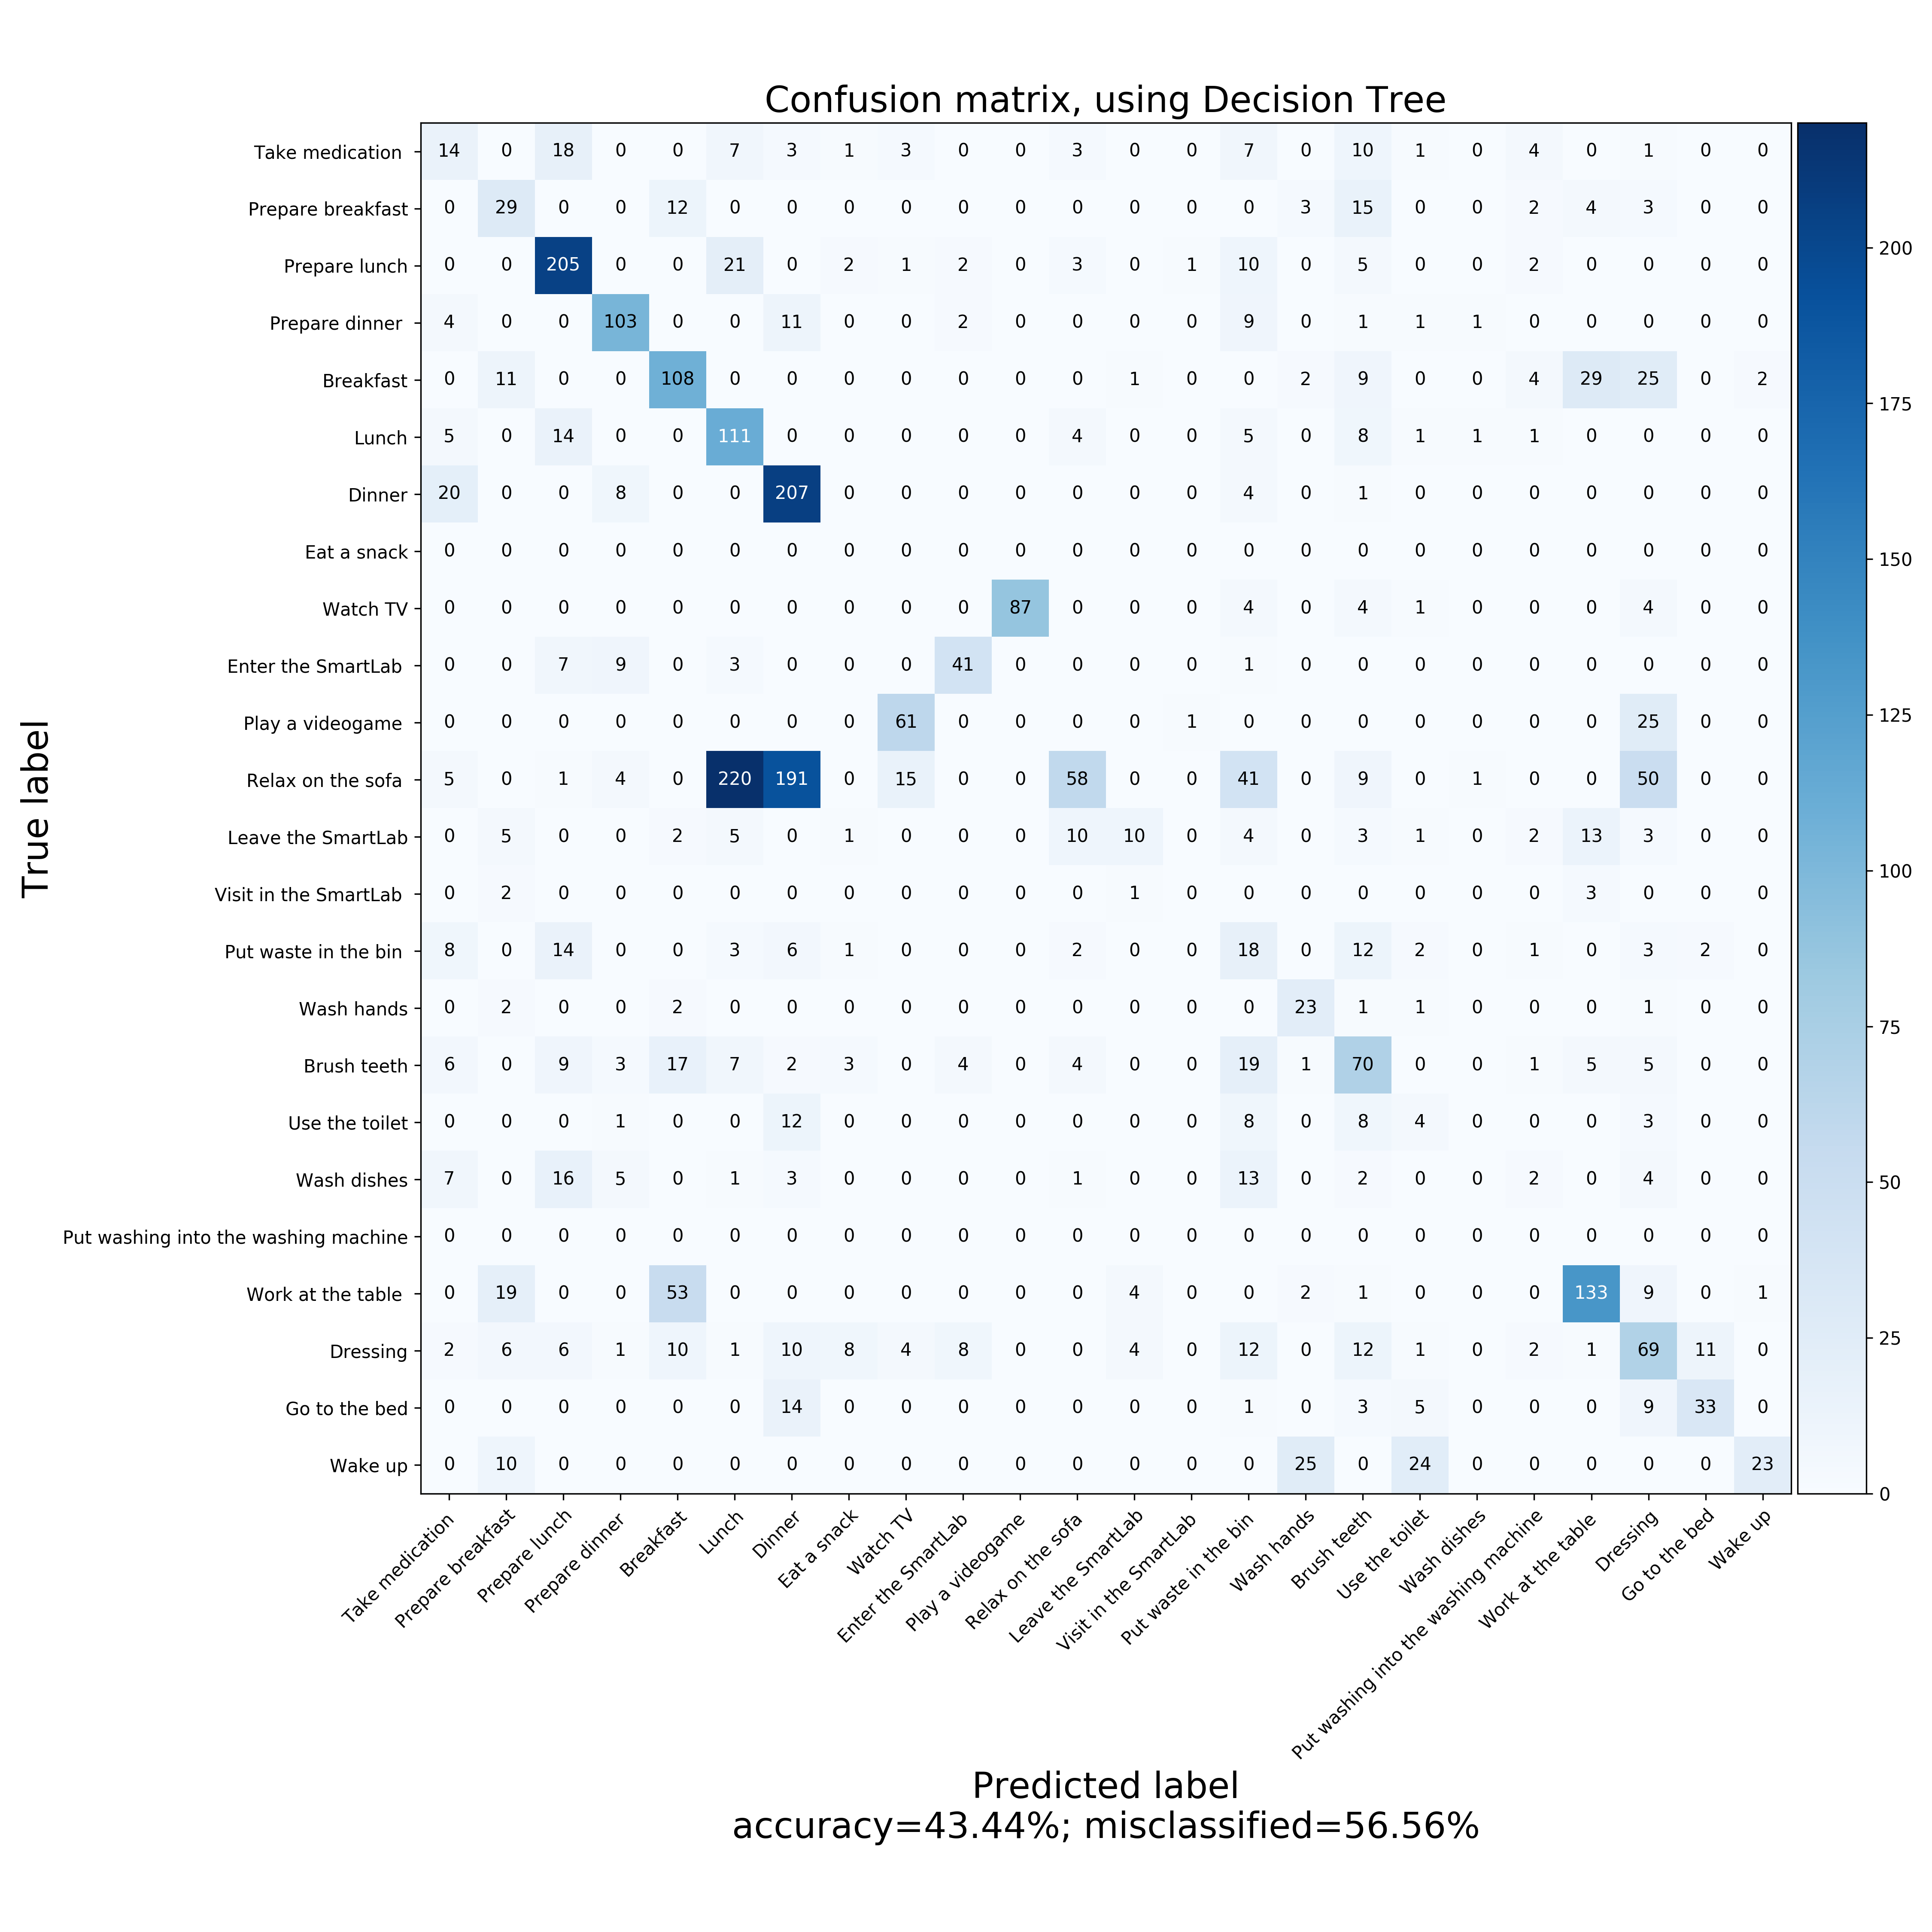 Confusion matrix, using Decision Tree
Take medication 14 0 18 0 0 7 3 1 3 0 0 3 0 0 7 0 10 1 0 4 0 1 0 0
Prepare breakfast 0 29 0 0 12 0 0 0 0 0 0 0 0 0 0 3 15 0 0 2 4 3 0 0
Prepare lunch 0 0 205 0 0 21 0 2 1 2 0 3 0 1 10 0 5 0 0 2 0 0 0 0
Prepare dinner 4 0 0 103 0 0 11 0 0 2 0 0 0 0 9 0 1 1 1 0 0 0 0 0
Breakfast 0 11 0 0 108 0 0 0 0 0 0 0 1 0 0 2 9 0 0 4 29 25 0 2
Lunch 5 0 14 0 0 111 0 0 0 0 0 4 0 0 5 0 8 1 1 1 0 0 0 0
Dinner 20 0 0 8 0 0 207 0 0 0 0 0 0 0 4 0 1 0 0 0 0 0 0 0
Eat a snack 0 0 0 0 0 0 0 0 0 0 0 0 0 0 0 0 0 0 0 0 0 0 0 0
Watch TV 0 0 0 0 0 0 0 0 0 0 87 0 0 0 4 0 4 1 0 0 0 4 0 0
Enter the SmartLab 0 0 7 9 0 3 0 0 0 41 0 0 0 0 1 0 0 0 0 0 0 0 0 0
Play a videogame 0 0 0 0 0 0 0 0 61 0 0 0 0 1 0 0 0 0 0 0 0 25 0 0
Relax on the sofa 5 0 1 4 0 220 191 0 15 0 0 58 0 0 41 0 9 0 1 0 0 50 0 0
Leave the SmartLab 0 5 0 0 2 5 0 1 0 0 0 10 10 0 4 0 3 1 0 2 13 3 0 0
Visit in the SmartLab 0 2 0 0 0 0 0 0 0 0 0 0 1 0 0 0 0 0 0 0 3 0 0 0
Put waste in the bin 8 0 14 0 0 3 6 1 0 0 0 2 0 0 18 0 12 2 0 1 0 3 2 0
Wash hands 0 2 0 0 2 0 0 0 0 0 0 0 0 0 0 23 1 1 0 0 0 1 0 0
Brush teeth 6 0 9 3 17 7 2 3 0 4 0 4 0 0 19 1 70 0 0 1 5 5 0 0
Use the toilet 0 0 0 1 0 0 12 0 0 0 0 0 0 0 8 0 8 4 0 0 0 3 0 0
Wash dishes 7 0 16 5 0 1 3 0 0 0 0 1 0 0 13 0 2 0 0 2 0 4 0 0
Put washing into the washing machine 0 0 0 0 0 0 0 0 0 0 0 0 0 0 0 0 0 0 0 0 0 0 0 0
Work at the table 0 19 0 0 53 0 0 0 0 0 0 0 4 0 0 2 1 0 0 0 133 9 0 1
Dressing 2 6 6 1 10 1 10 8 4 8 0 0 4 0 12 0 12 1 0 2 1 69 11 0
Go to the bed 0 0 0 0 0 0 14 0 0 0 0 0 0 0 1 0 3 5 0 0 0 9 33 0
Wake up 0 10 0 0 0 0 0 0 0 0 0 0 0 0 0 25 0 24 0 0 0 0 0 23
True label
200
175
150
125
100
75
50
25
0
Take medication
Prepare breakfast
Prepare lunch
Prepare dinner
Breakfast
Lunch
Dinner
Eat a snack
Watch TV
Enter the SmartLab
Play a videogame
Relax on the sofa
Leave the SmartLab
Visit in the SmartLab
Put waste in the bin
Wash hands
Brush teeth
Use the toilet
Wash dishes
Put washing into the washing machine
Work at the table
Dressing
Go to the bed
Wake up
Predicted label
accuracy=43.44%; misclassified=56.56%